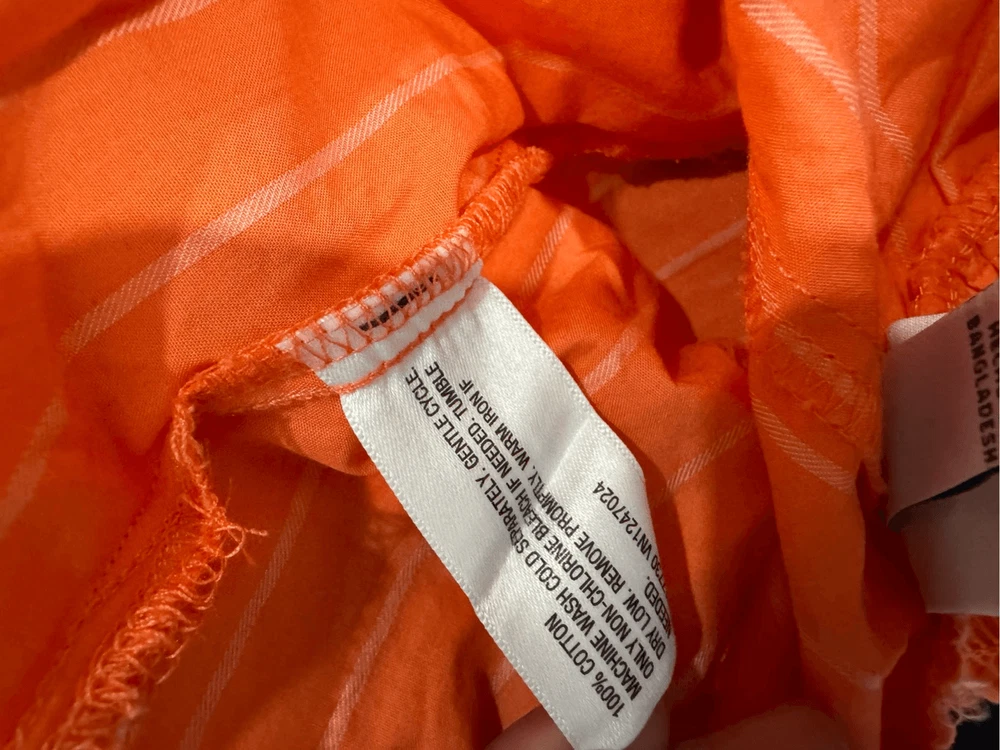 100% COTTON
MACHINE WASH COLD SEPARATELY. GENTLE CYCLE.
ONLY NON-CHLORINE BLEACH IF NEEDED. TUMBLE
DRY LOW. REMOVE PROMPTLY. WARM IRON IF
NEEDED.
VN1247024
BANGLADESH